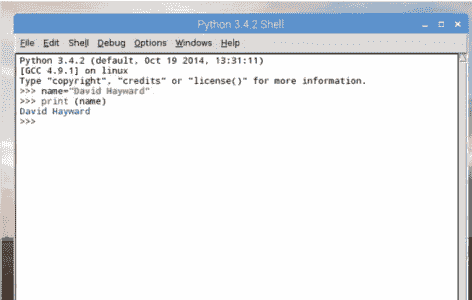 Python 3.4.2 Shell
File Edit Shell Debug Options Windows Help
Python 3.4.2 (default, Oct 19 2014, 13:31:11)
[GCC 4.9.1] on linux
Type "copyright", "credits" or "license()" for more information.
>>> name="David Hayward"
>>> print (name)
David Hayward
>>>